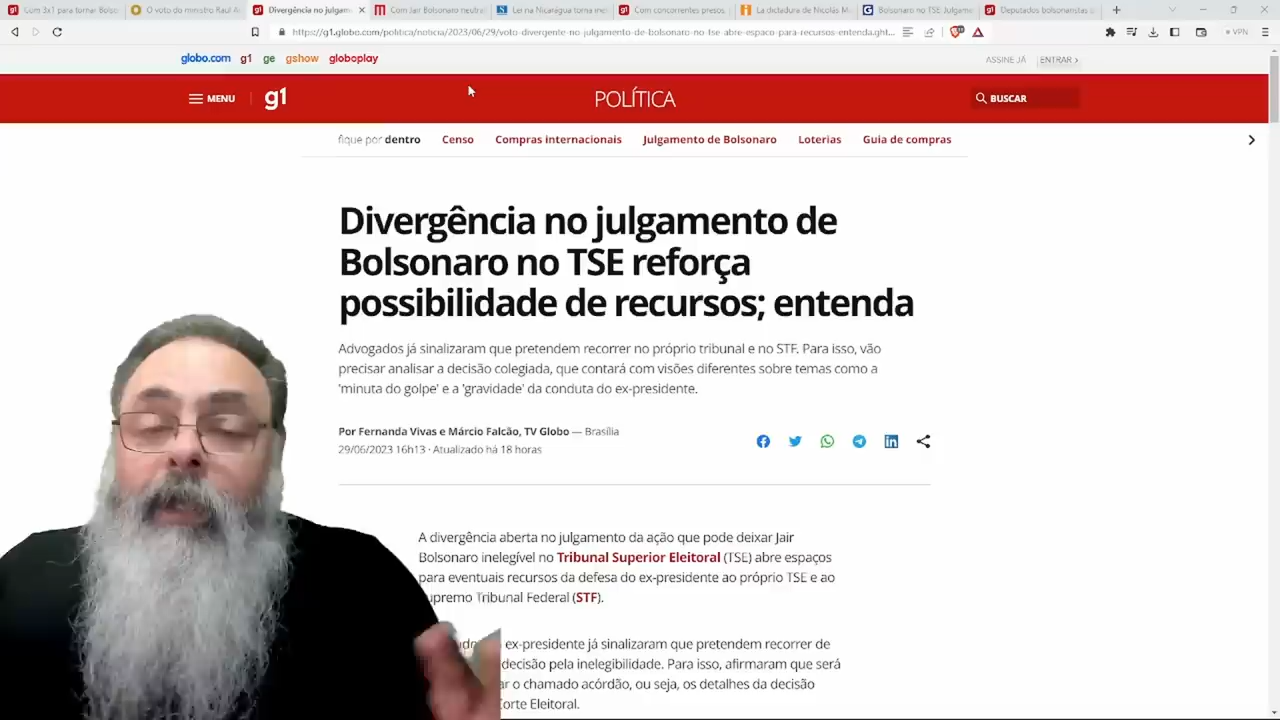 Com 3x1 para tornar Bolso
O voto do ministro Raul A
Divergência no julgam
Com Jair Bolsonaro neutral
Lei na Nicarágua torna ine
Com concorrentes presos
La dictadura de Nicolás M
Bolsonaro no TSE: Julgame
Deputados bolsonaristas p
https://g1.globo.com/politica/noticia/2023/06/29/voto-divergente-no-julgamento-de-bolsonaro-no-tse-abre-espaco-para-recursos-entenda.ght...
VPN
globo.com g1 ge gshow globoplay
ASSINE JÁ ENTRAR >
MENU g1 POLÍTICA BUSCAR
fique por dentro Censo Compras internacionais Julgamento de Bolsonaro Loterias Guia de compras
Divergência no julgamento de
Bolsonaro no TSE reforça
possibilidade de recursos; entenda
Advogados já sinalizaram que pretendem recorrer no próprio tribunal e no STF. Para isso, vão
precisar analisar a decisão colegiada, que contará com visões diferentes sobre temas como a
'minuta do golpe' e a 'gravidade' da conduta do ex-presidente.
Por Fernanda Vivas e Márcio Falcão, TV Globo — Brasília
29/06/2023 16h13 · Atualizado há 18 horas
A divergência aberta no julgamento da ação que pode deixar Jair
Bolsonaro inelegível no Tribunal Superior Eleitoral (TSE) abre espaços
para eventuais recursos da defesa do ex-presidente ao próprio TSE e ao
upremo Tribunal Federal (STF).
ex-presidente já sinalizaram que pretendem recorrer de
decisão pela inelegibilidade. Para isso, afirmaram que será
ar o chamado acórdão, ou seja, os detalhes da decisão
orte Eleitoral.